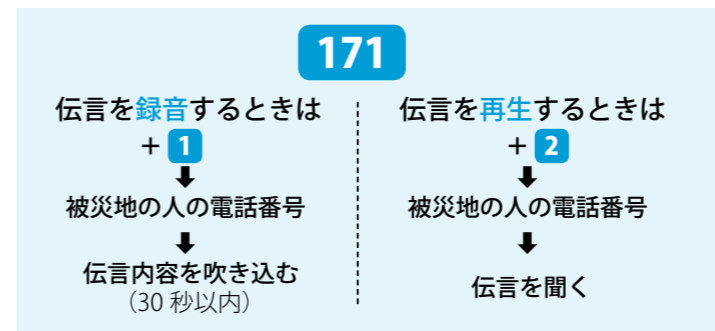 171
伝言を録音するときは
+ 1
被災地の人の電話番号
伝言内容を吹き込む
（30 秒以内）
伝言を再生するときは
+ 2
被災地の人の電話番号
伝言を聞く